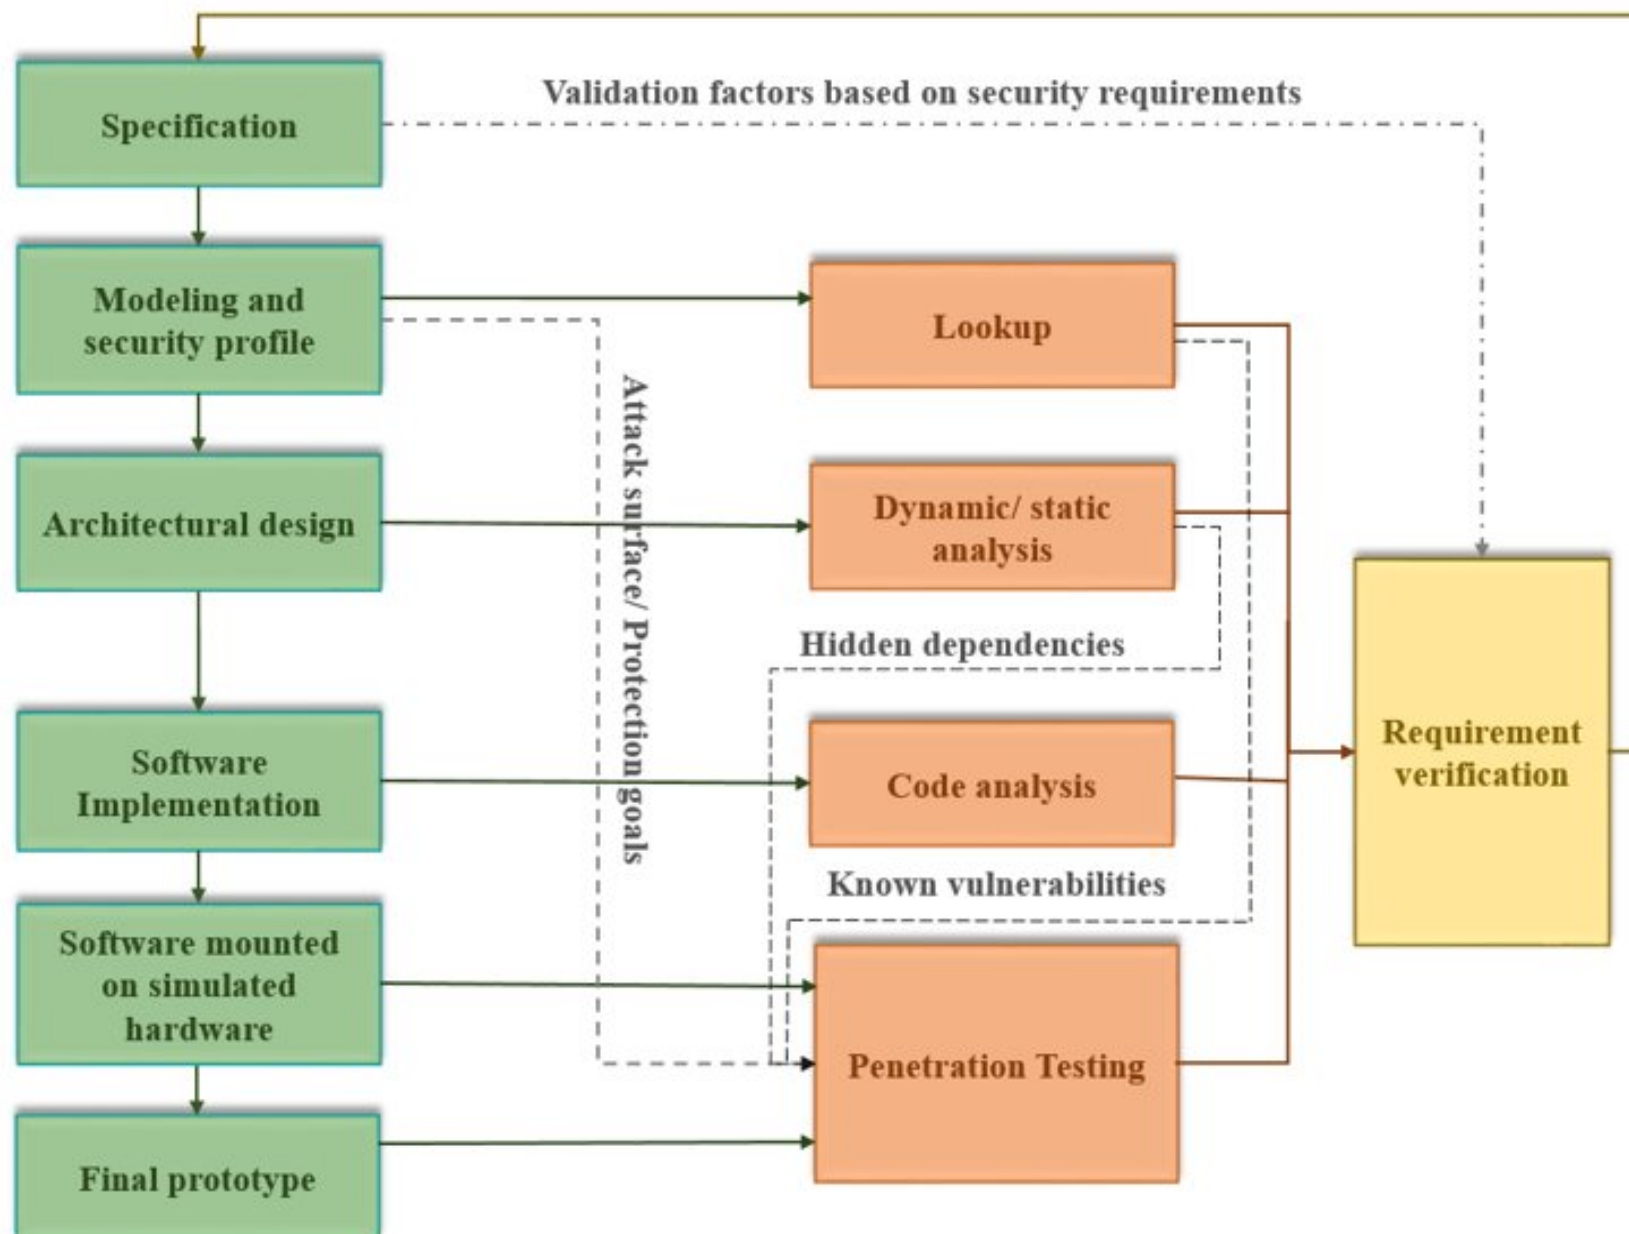 Specification
Validation factors based on security requirements
Modeling and
security profile
Lookup
Attack surface/ Protection goals
Architectural design
Dynamic/ static
analysis
Hidden dependencies
Software
Implementation
Code analysis
Requirement
verification
Known vulnerabilities
Software mounted
on simulated
hardware
Penetration Testing
Final prototype